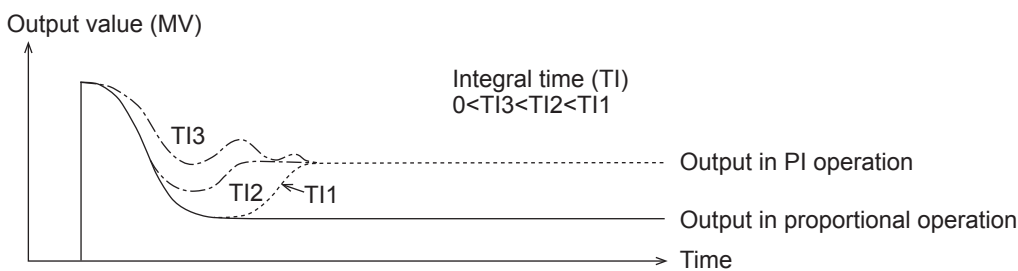 Output value (MV)
Integral time (TI)
0<TI3<TI2<TI1
TI3
Output in PI operation
TI2
TI1
Output in proportional operation
Time